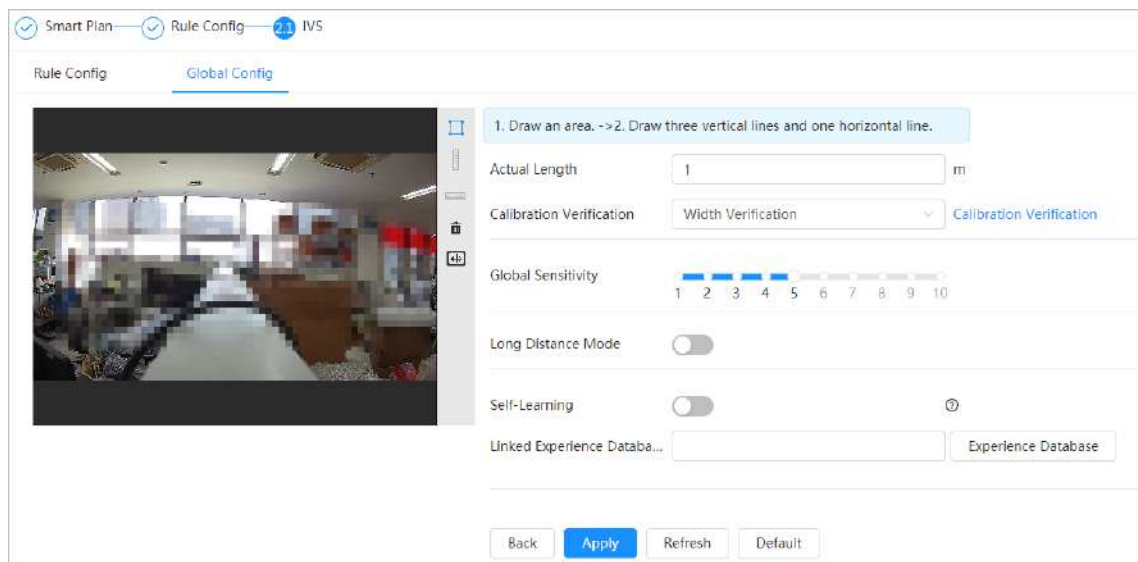 Smart Plan Rule Config 2.1 IVS
Rule Config Global Config
1. Draw an area. ->2. Draw three vertical lines and one horizontal line.
Actual Length 1 m
Calibration Verification Width Verification Calibration Verification
Global Sensitivity
1 2 3 4 5 6 7 8 9 10
Long Distance Mode
Self-Learning
Linked Experience Databa... Experience Database
Back Apply Refresh Default